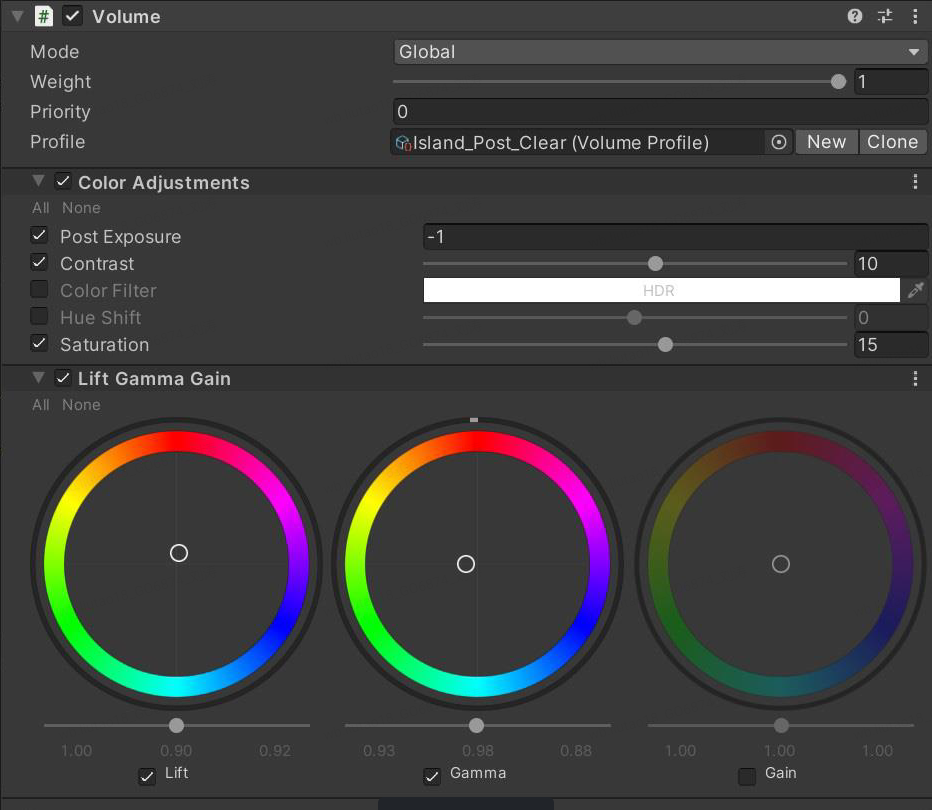 Volume
Mode Global
Weight 1
Priority 0
Profile Island_Post_Clear (Volume Profile) New Clone
Color Adjustments
All None
Post Exposure -1
Contrast 10
Color Filter HDR
Hue Shift 0
Saturation 15
Lift Gamma Gain
All None
1.00 0.90 0.92 0.93 0.98 0.88 1.00 1.00 1.00
Lift Gamma Gain